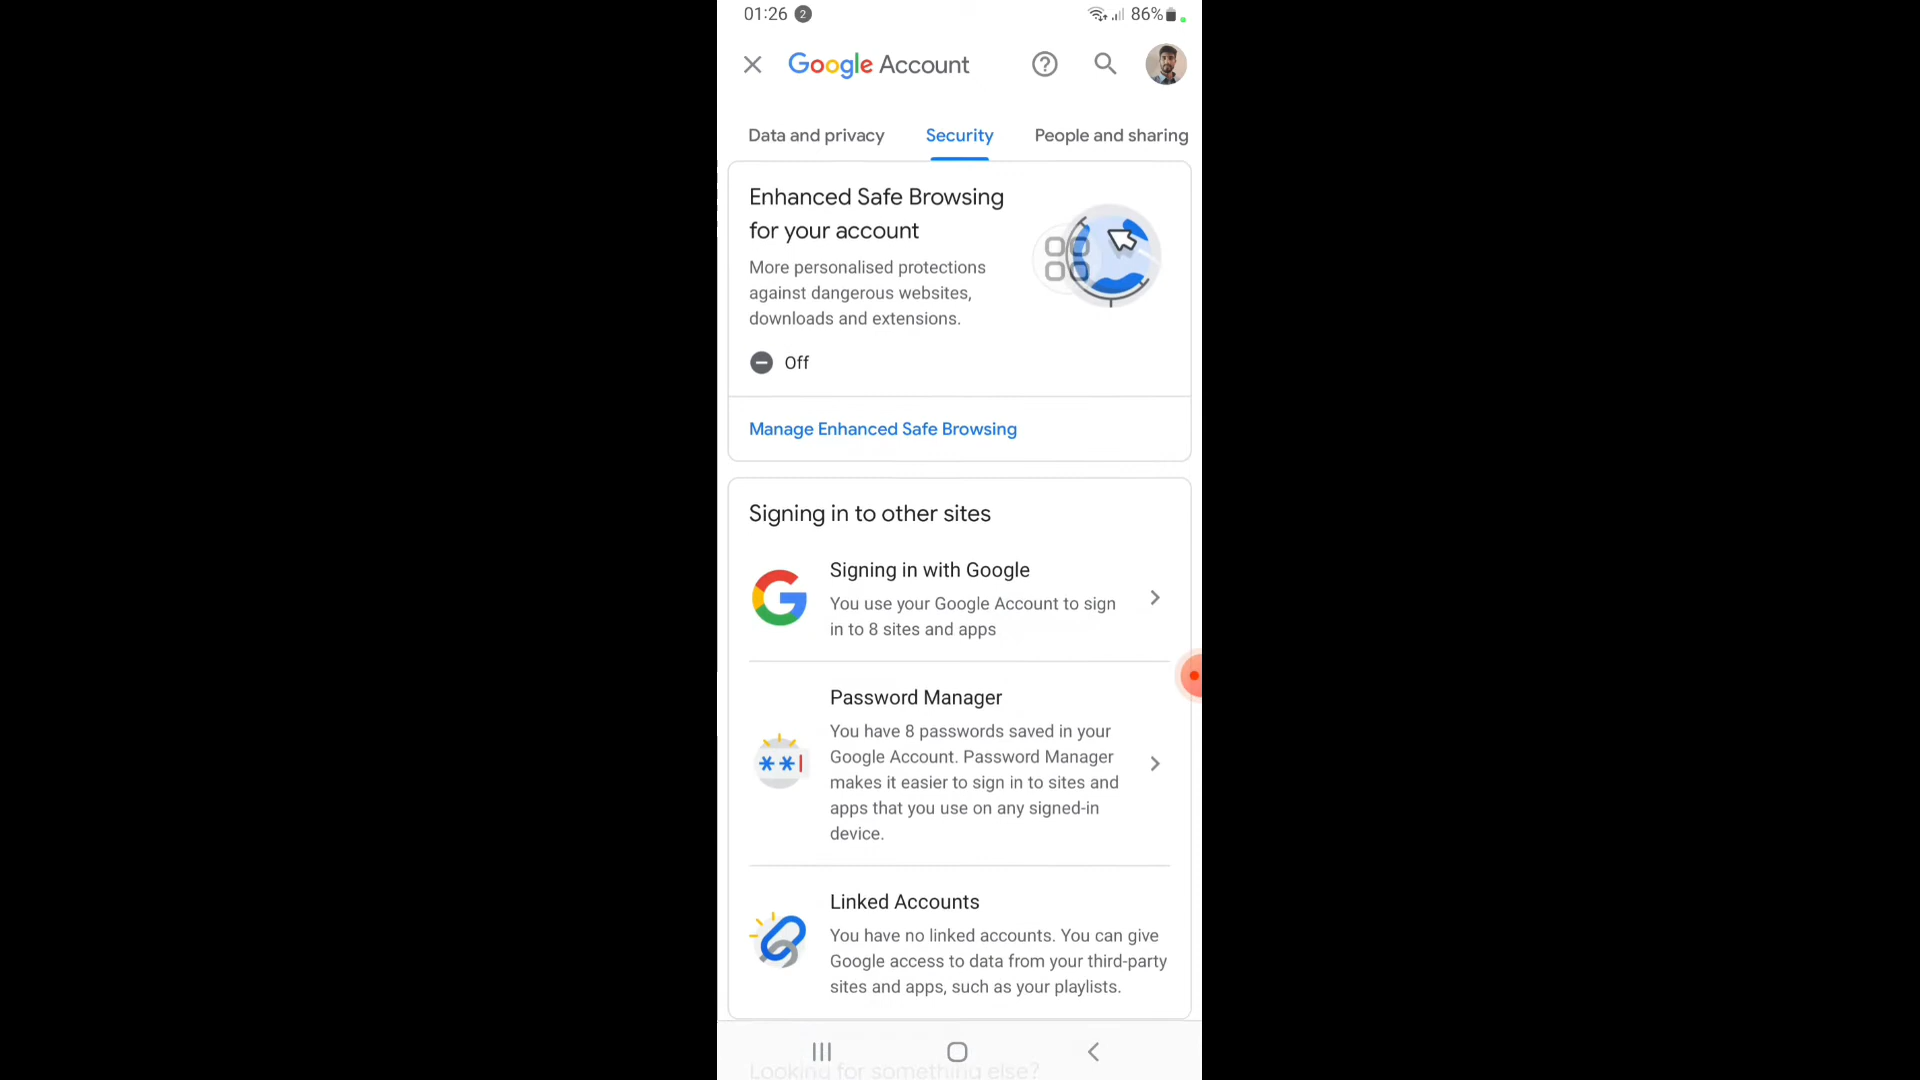 01:26 2 86%
Google Account
Data and privacy Security People and sharing
Enhanced Safe Browsing
for your account
More personalised protections
against dangerous websites,
downloads and extensions.
Off
Manage Enhanced Safe Browsing
Signing in to other sites
Signing in with Google
You use your Google Account to sign
in to 8 sites and apps
Password Manager
You have 8 passwords saved in your
Google Account. Password Manager
makes it easier to sign in to sites and
apps that you use on any signed-in
device.
Linked Accounts
You have no linked accounts. You can give
Google access to data from your third-party
sites and apps, such as your playlists.
Looking for something else?